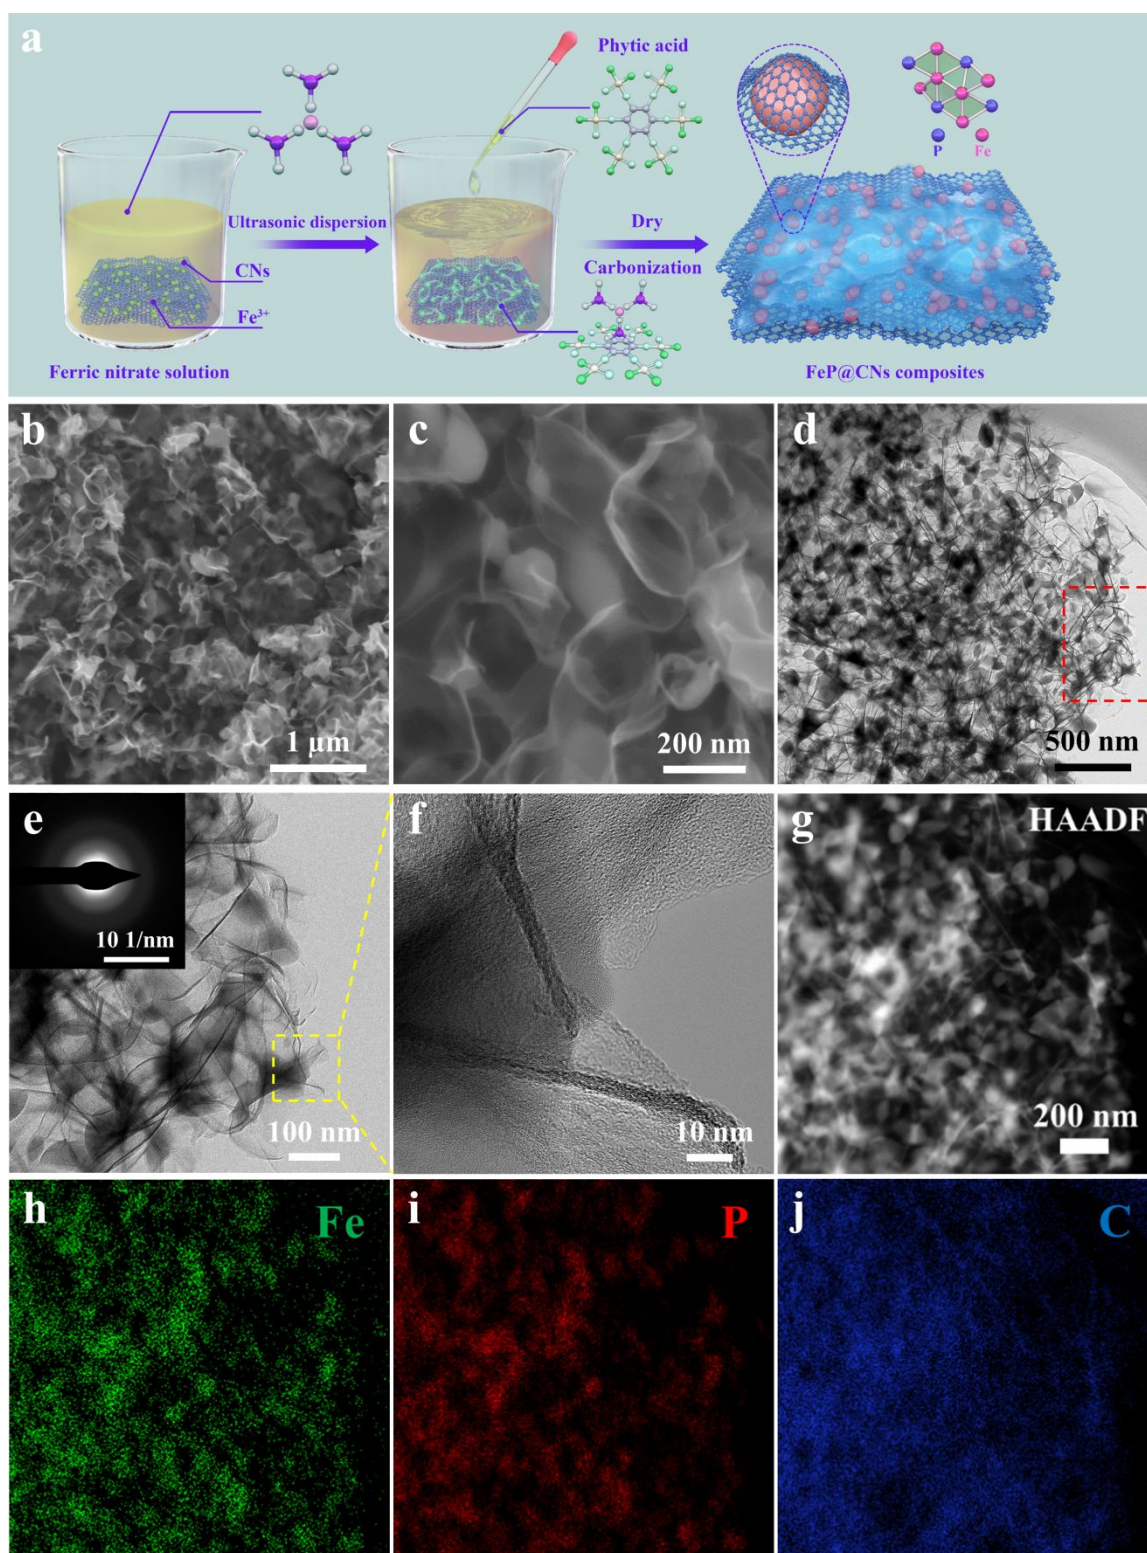 a
Phytic acid
P
Fe
Ultrasonic dispersion
Dry
CNs
Carbonization
Fe³⁺
Ferric nitrate solution
FeP@CNs composites
b
1 μm
c
200 nm
d
500 nm
e
10 1/nm
100 nm
f
10 nm
g
HAADF
200 nm
h
Fe
i
P
j
C